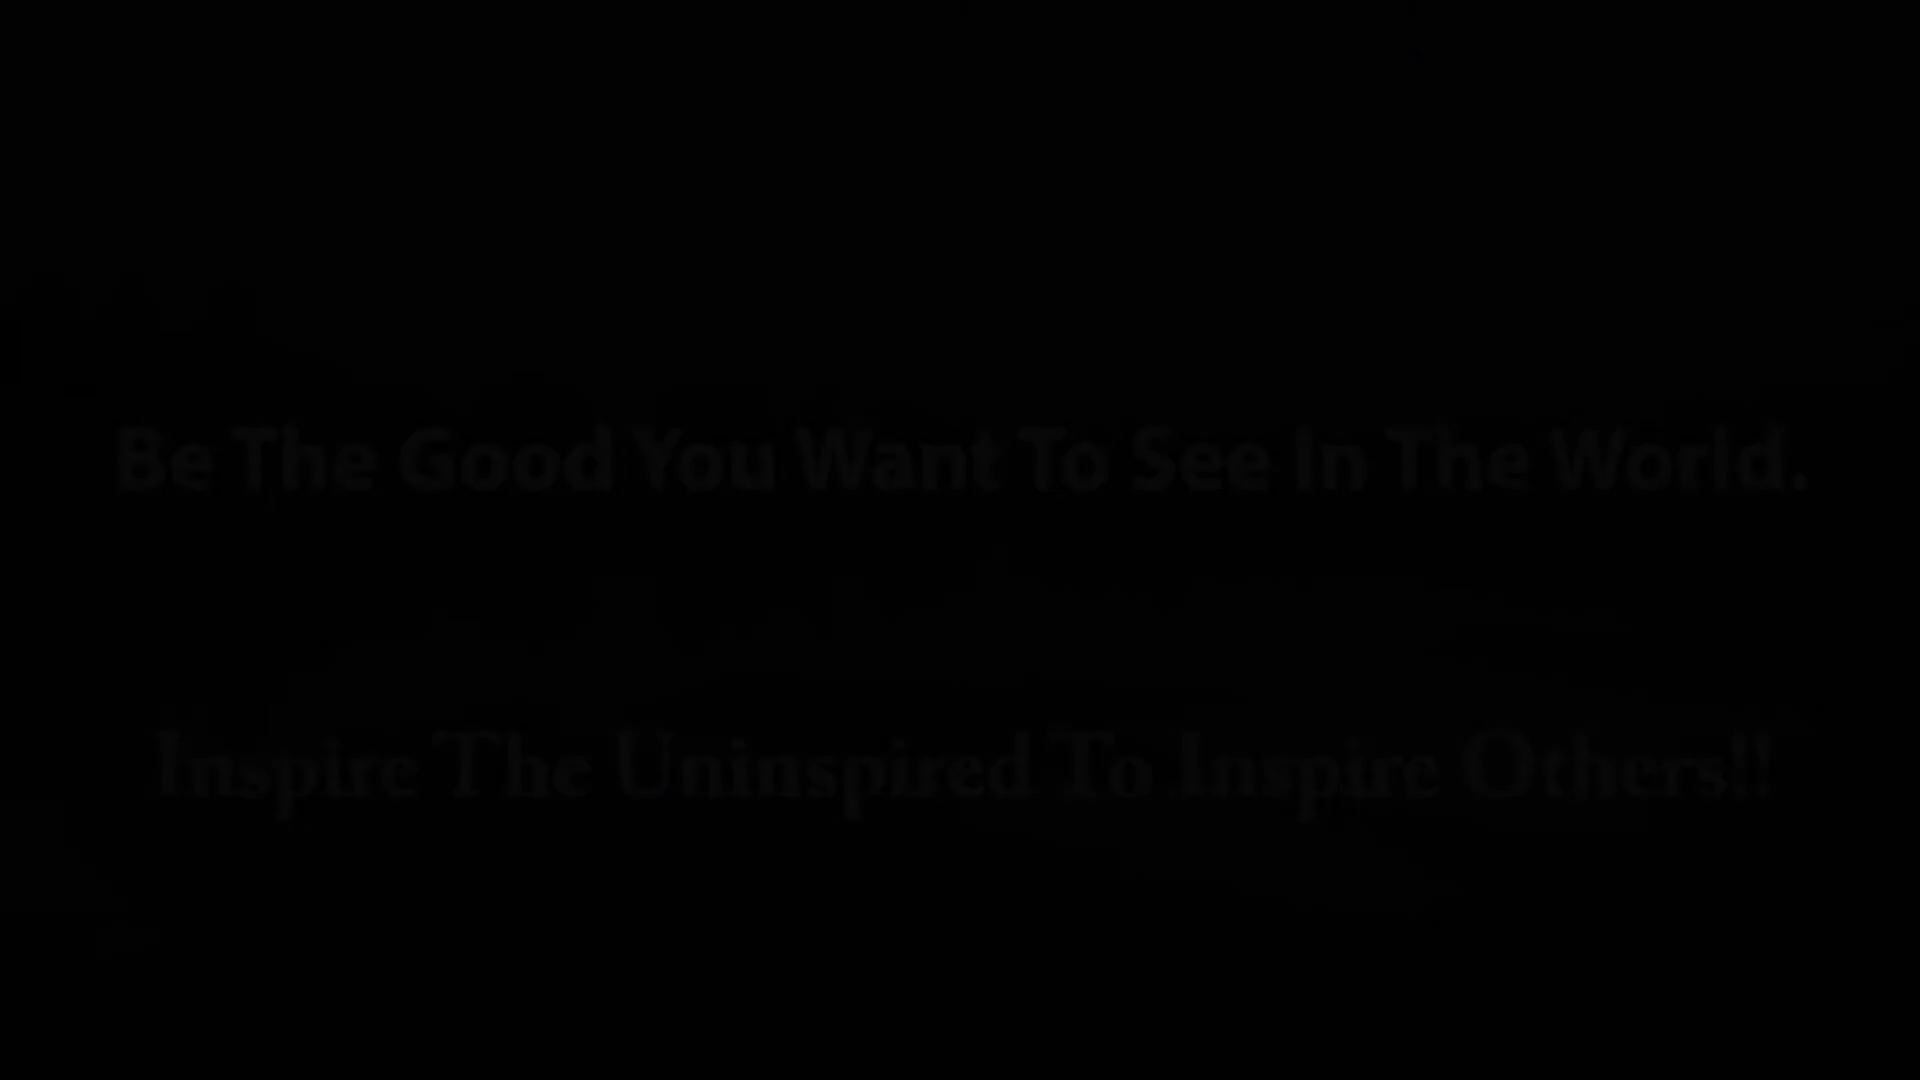 Be The Good You Want To See In The World.
Inspire The Uninspired To Inspire Others!!